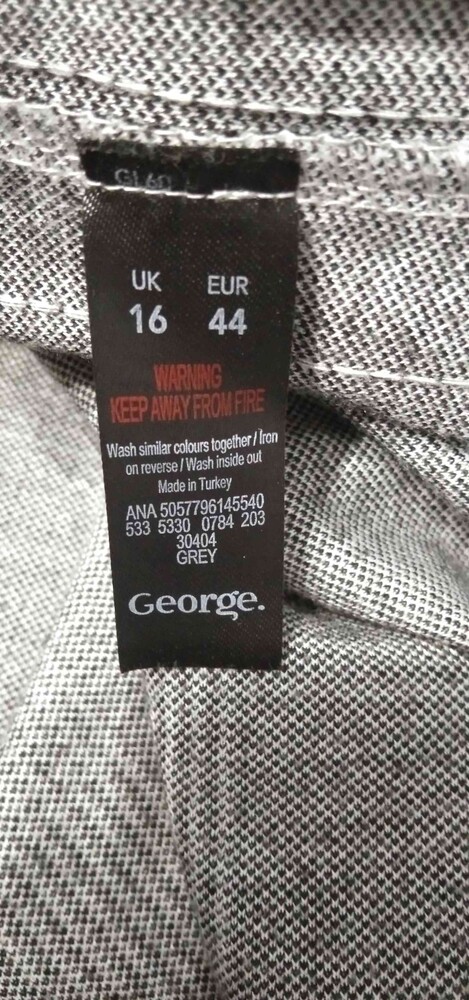 UK EUR
16 44
WARNING
KEEP AWAY FROM FIRE
Wash similar colours together / Iron
on reverse / Wash inside out
Made in Turkey
ANA 5057796145540
533 5330 0784 203
30404
GREY
George.